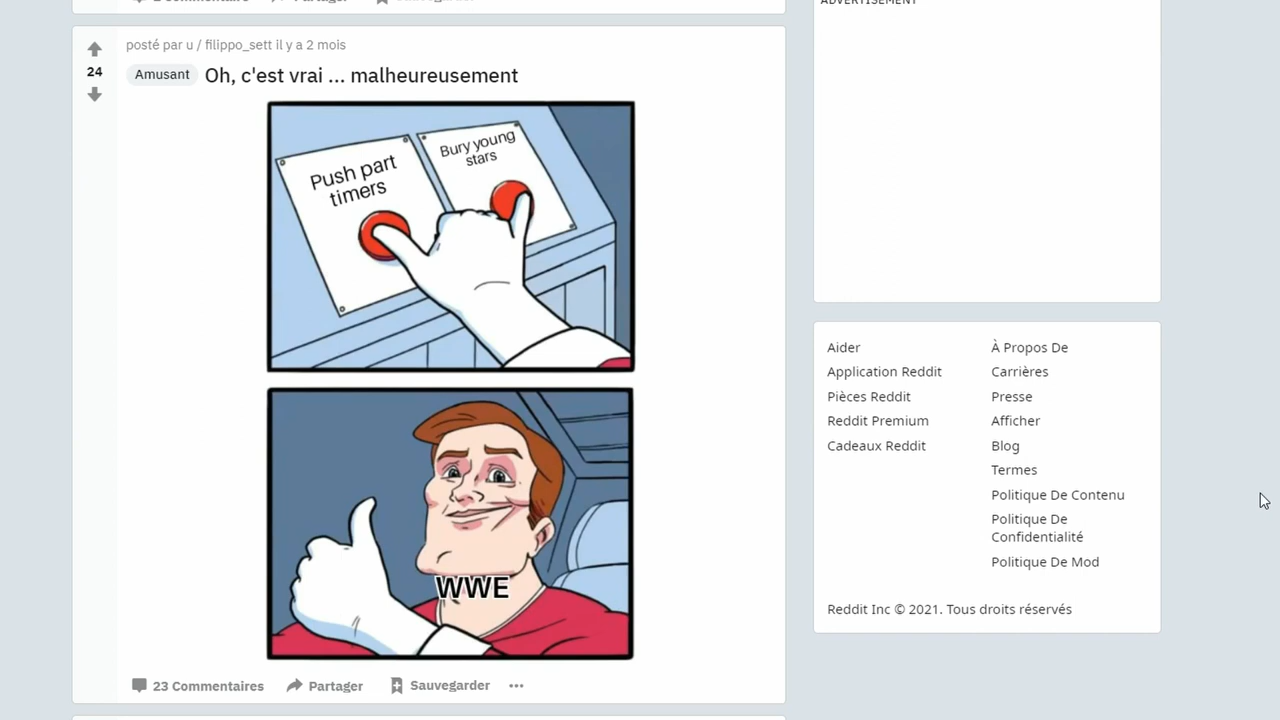 ADVERTISEMENT
posté par u / filippo_sett il y a 2 mois
24
Amusant
Oh, c'est vrai ... malheureusement
Push part
timers
Bury young
stars
WWE
23 Commentaires
Partager
Sauvegarder
Aider
Application Reddit
Pièces Reddit
Reddit Premium
Cadeaux Reddit
À Propos De
Carrières
Presse
Afficher
Blog
Termes
Politique De Contenu
Politique De
Confidentialité
Politique De Mod
Reddit Inc © 2021. Tous droits réservés